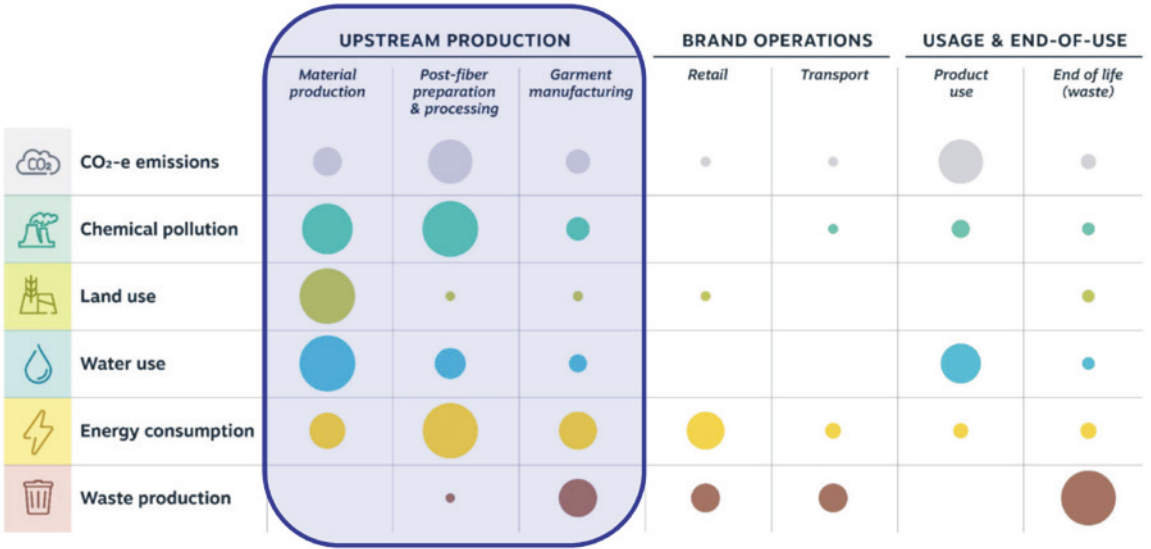 UPSTREAM PRODUCTION
BRAND OPERATIONS
USAGE & END-OF-USE
Material
production
Post-fiber
preparation
& processing
Garment
manufacturing
Retail
Transport
Product
use
End of life
(waste)
CO₂
CO₂-e emissions
Chemical pollution
Land use
Water use
Energy consumption
Waste production